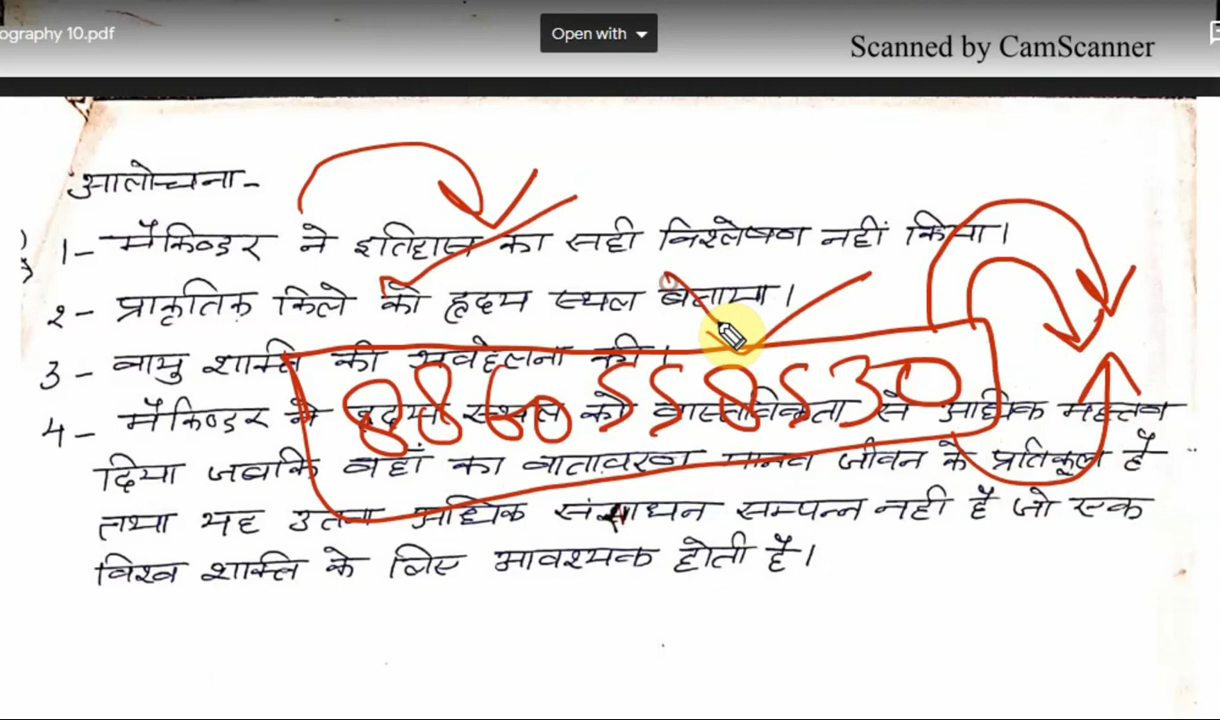 ography 10.pdf
Open with
Scanned by CamScanner
आलोचना-
1- मैकिण्डर ने इतिहास का सही विश्लेषण नहीं किया।
२- प्राकृतिक किले को हृदय स्थल बताया।
3- वायु शक्ति की अवहेलना की।
8860558530
4- मैकिण्डर ने हृदय स्थल को वास्तविकता से अधिक महत्तव
दिया जबकि वहाँ का वातावरण मानव जीवन के प्रतिकूल है
तथा यह उतना अधिक संसाधन सम्पन्न नही है जो एक
विश्व शाक्ति के लिए आवश्यक होती है।